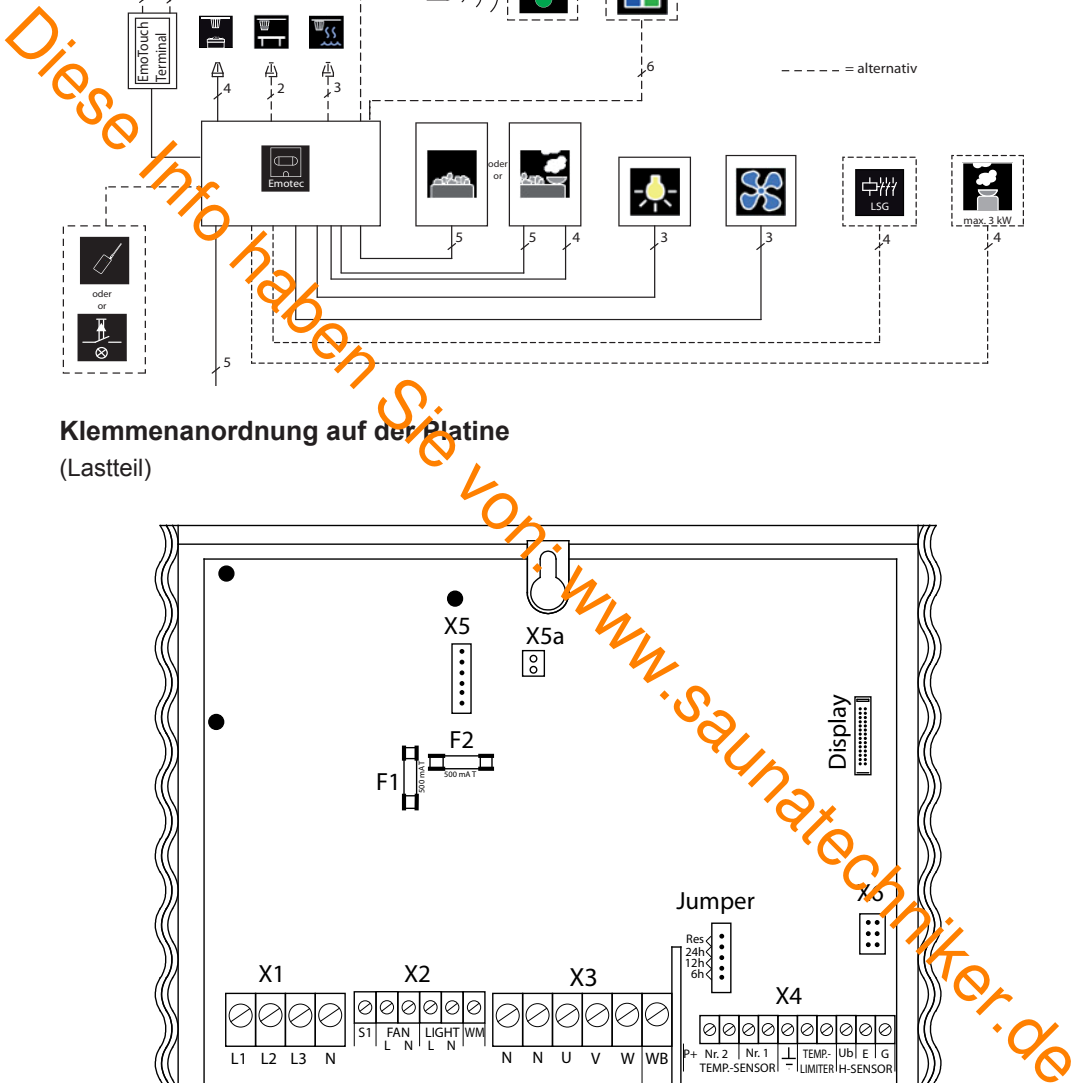 EmoTouch
Terminal
4
2
3
6
= alternativ
Emotec
oder
or
LSG
max. 3 kW
5
5
4
3
3
4
4
oder
or
5
Klemmenanordnung auf der Platine
(Lastteil)
X5
X5a
F2
500 mA T
F1
500 mA T
Display
Jumper
X6
Res
24h
12h
6h
X1
X2
X3
X4
S1 FAN LIGHT WM
L N L N
L1 L2 L3 N
N N U V W WB
P+ Nr. 2 Nr. 1 TEMP.- Ub E G
TEMP.-SENSOR LIMITER H-SENSOR
Diese Info haben Sie von: www.saunatechniker.de